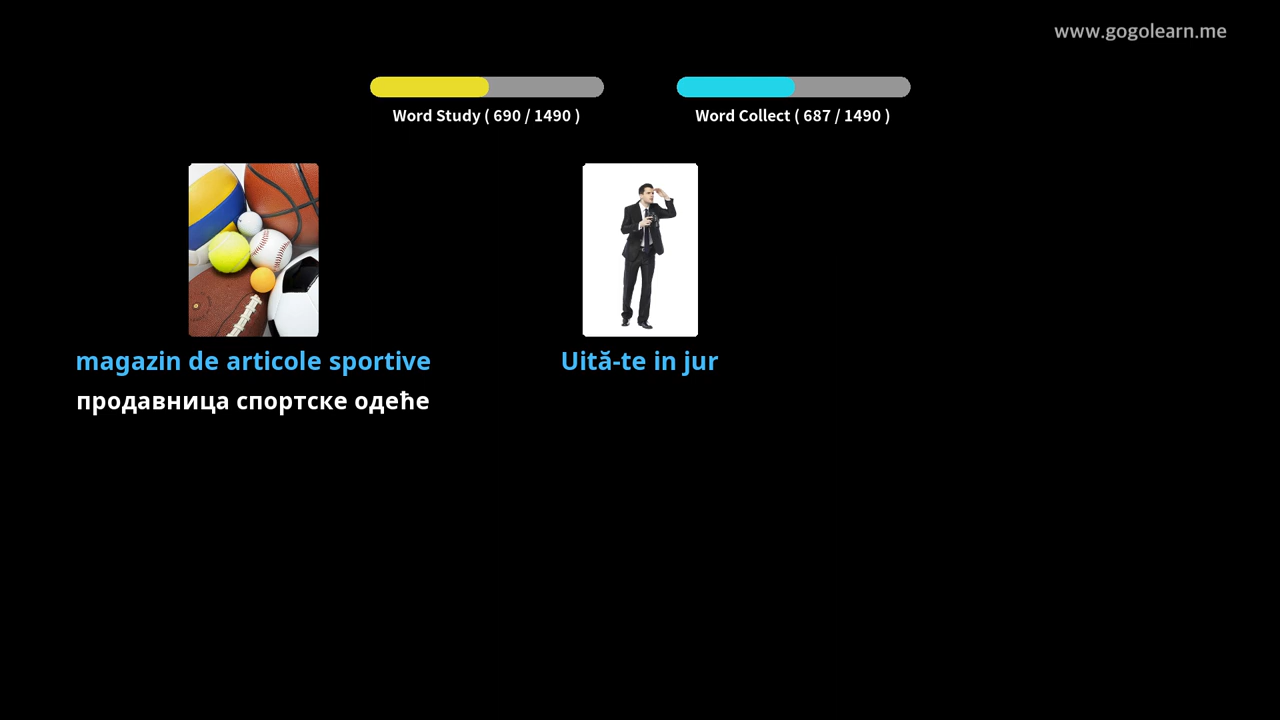 www.gogolearn.me
Word Study ( 690 / 1490 )
Word Collect ( 687 / 1490 )
magazin de articole sportive
продавница спортске одеће
Uită-te in jur